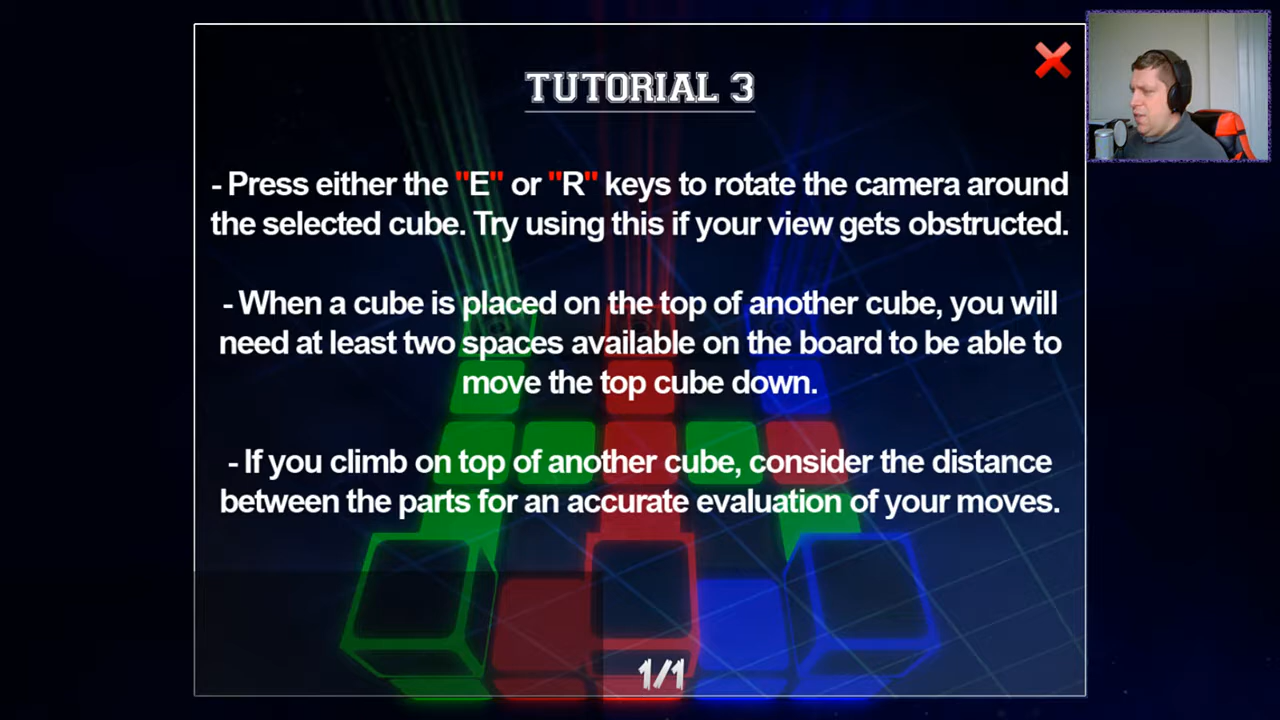 TUTORIAL 3
- Press either the "E" or "R" keys to rotate the camera around
the selected cube. Try using this if your view gets obstructed.
- When a cube is placed on the top of another cube, you will
need at least two spaces available on the board to be able to
move the top cube down.
- If you climb on top of another cube, consider the distance
between the parts for an accurate evaluation of your moves.
1/1